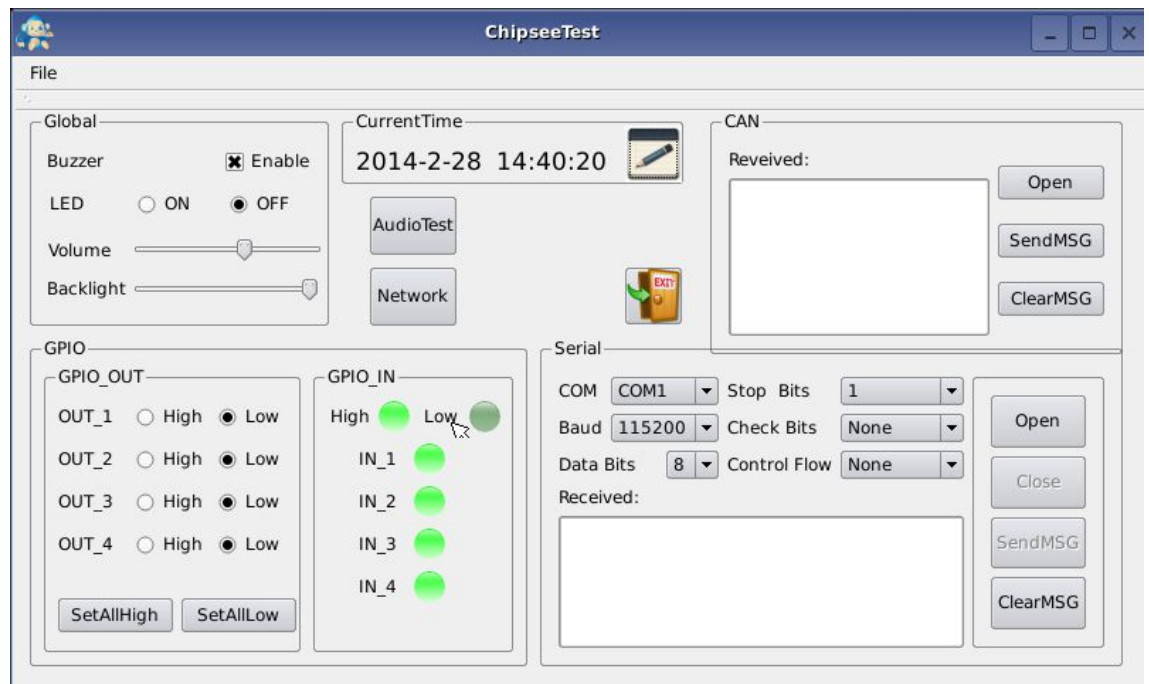 ChipseeTest
File
Global
Buzzer Enable
LED ON OFF
Volume
Backlight
CurrentTime
2014-2-28 14:40:20
AudioTest
Network
EXIT
CAN
Reveived:
Open
SendMSG
ClearMSG
GPIO
GPIO_OUT
OUT_1 High Low
OUT_2 High Low
OUT_3 High Low
OUT_4 High Low
SetAllHigh SetAllLow
GPIO_IN
High Low
IN_1
IN_2
IN_3
IN_4
Serial
COM COM1 Stop Bits 1
Baud 115200 Check Bits None
Data Bits 8 Control Flow None
Received:
Open
Close
SendMSG
ClearMSG